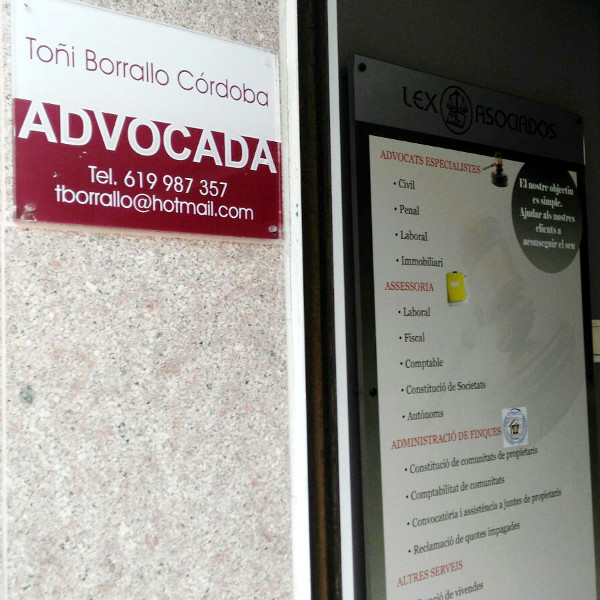 Toñi Borrallo Córdoba
ADVOCADA
Tel. 619 987 357
tborrallo@hotmail.com
LEX ASOCIADOS
ADVOCATS ESPECIALISTES
• Civil
• Penal
• Laboral
• Immobiliari
El nostre objectiu
es simple.
Ajudar als nostres
clients a
aconseguir el seu
ASSESSORIA
• Laboral
• Fiscal
• Comptable
• Constitució de Societats
• Autònoms
ADMINISTRACIÓ DE FINQUES
• Constitució de comunitats de propietaris
• Comptabilitat de comunitats
• Convocatòria i assistència a juntes de propietaris
• Reclamació de quotes impagades
ALTRES SERVEIS
de vivendes